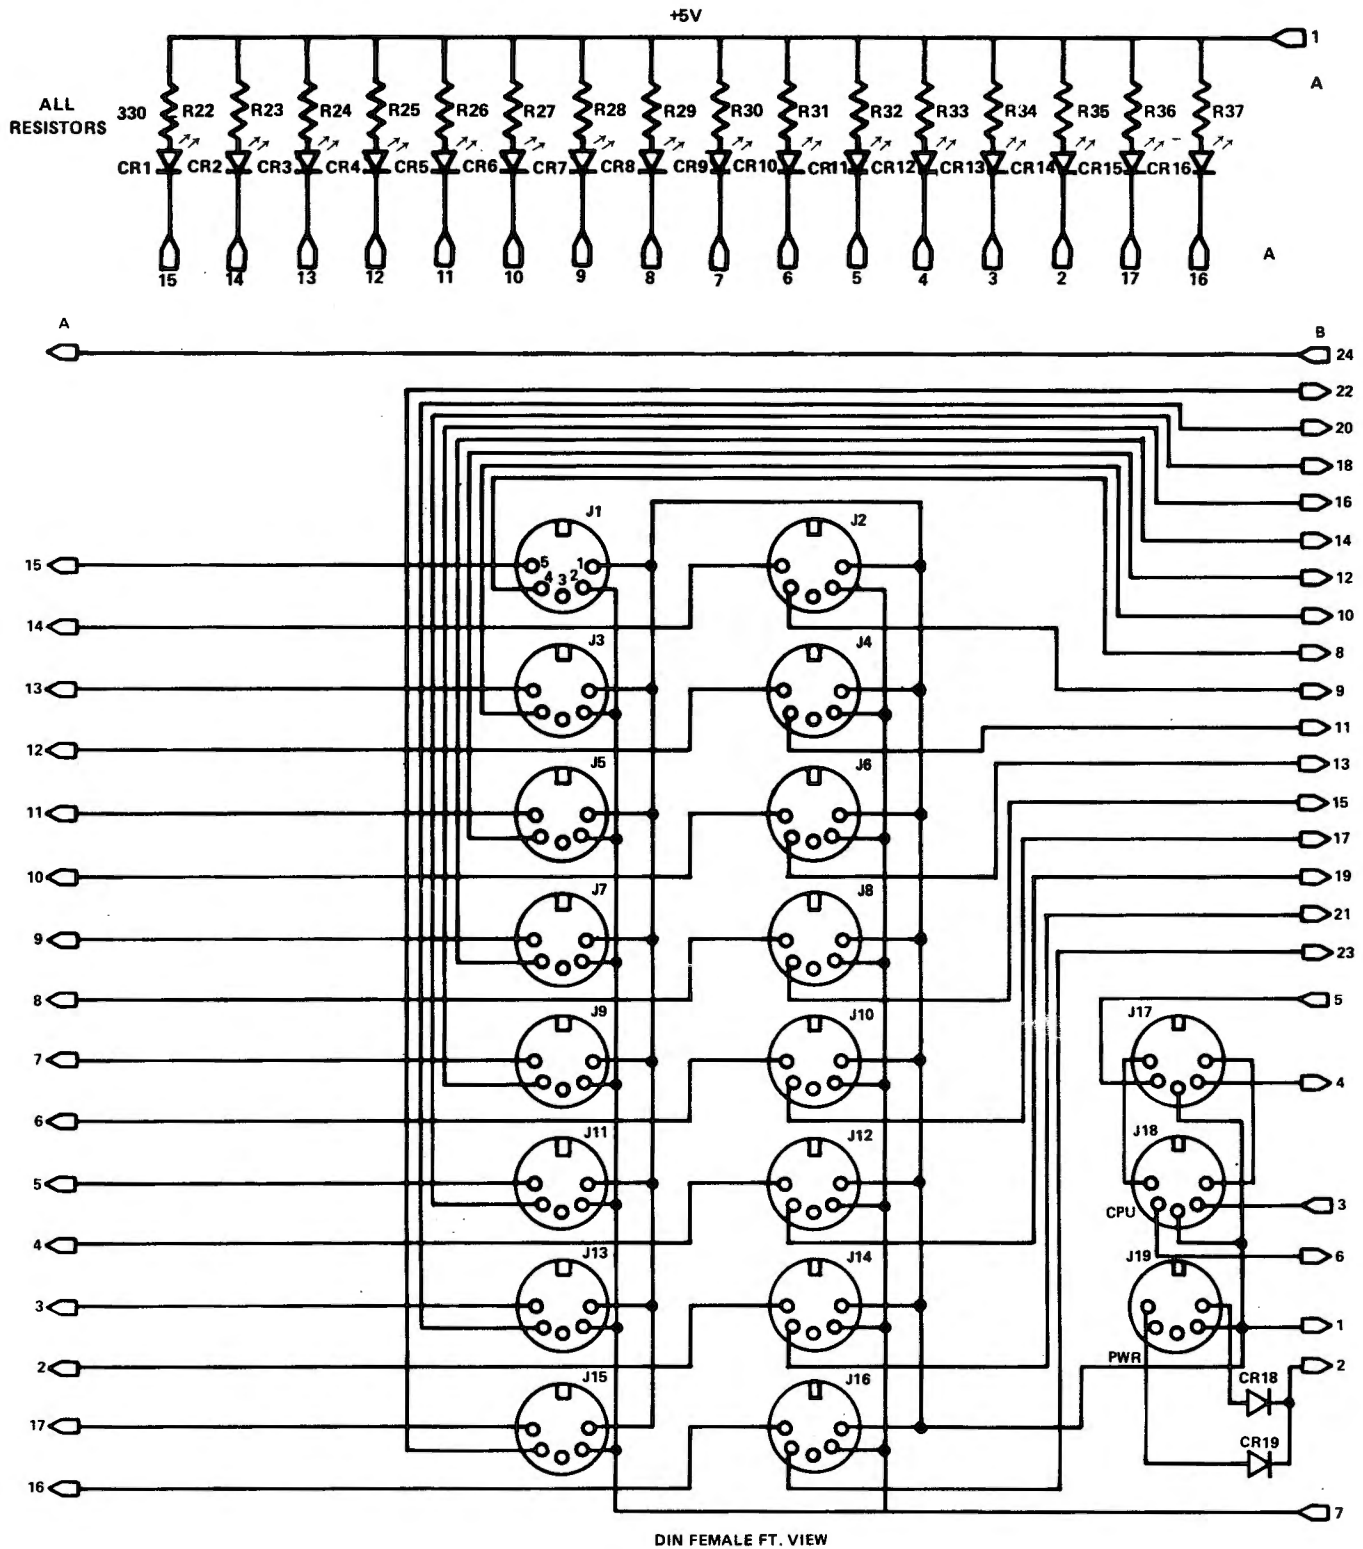 +5V
1
A
ALL
RESISTORS
330 R22 R23 R24 R25 R26 R27 R28 R29 R30 R31 R32 R33 R34 R35 R36 R37
CR1 CR2 CR3 CR4 CR5 CR6 CR7 CR8 CR9 CR10 CR11 CR12 CR13 CR14 CR15 CR16
A
15 14 13 12 11 10 9 8 7 6 5 4 3 2 17 16
A B
24
22
20
18
16
J1 J2
14
15 5 4 3 2 1
12
10
14
J3 J4
8
13
9
11
12
J5 J6
13
15
11
17
10
19
J7 J8
21
9
23
8
5
J9 J10 J17
7
4
6
J11 J12 J18
5
3
CPU
4
J13 J14 J19
6
3
1
PWR
2
2
J15 J16 CR18
17
CR19
16
7
DIN FEMALE FT. VIEW